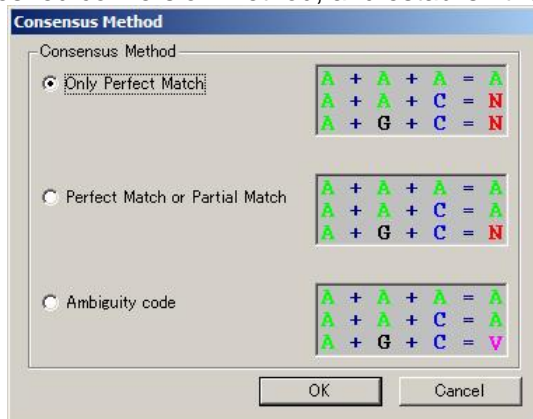 Consensus Method
Consensus Method
Only Perfect Match
A + A + A = A
A + A + C = N
A + G + C = N
Perfect Match or Partial Match
A + A + A = A
A + A + C = A
A + G + C = N
Ambiguity code
A + A + A = A
A + A + C = A
A + G + C = V
OK
Cancel